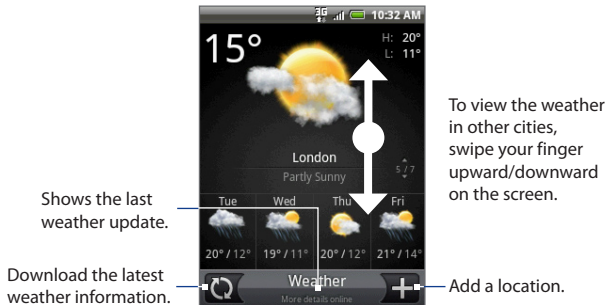 3G 10:32 AM
15°
H: 20°
L: 11°
London
Partly Sunny
5 / 7
Tue Wed Thu Fri
20° / 12° 19° / 11° 20° / 12° 21° / 14°
Weather
More details online
To view the weather
in other cities,
swipe your finger
upward/downward
on the screen.
Shows the last
weather update.
Download the latest
weather information.
Add a location.